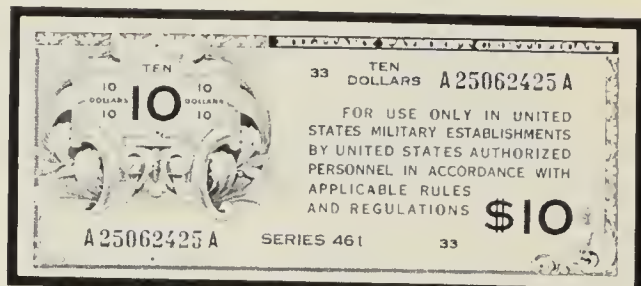 MILITARY PAYMENT CERTIFICATE
TEN
10 10
DOLLARS 10 DOLLARS
10 10
33 TEN DOLLARS A25062425A
FOR USE ONLY IN UNITED
STATES MILITARY ESTABLISHMENTS
BY UNITED STATES AUTHORIZED
PERSONNEL IN ACCORDANCE WITH
APPLICABLE RULES
AND REGULATIONS $10
A25062425A SERIES 461 33